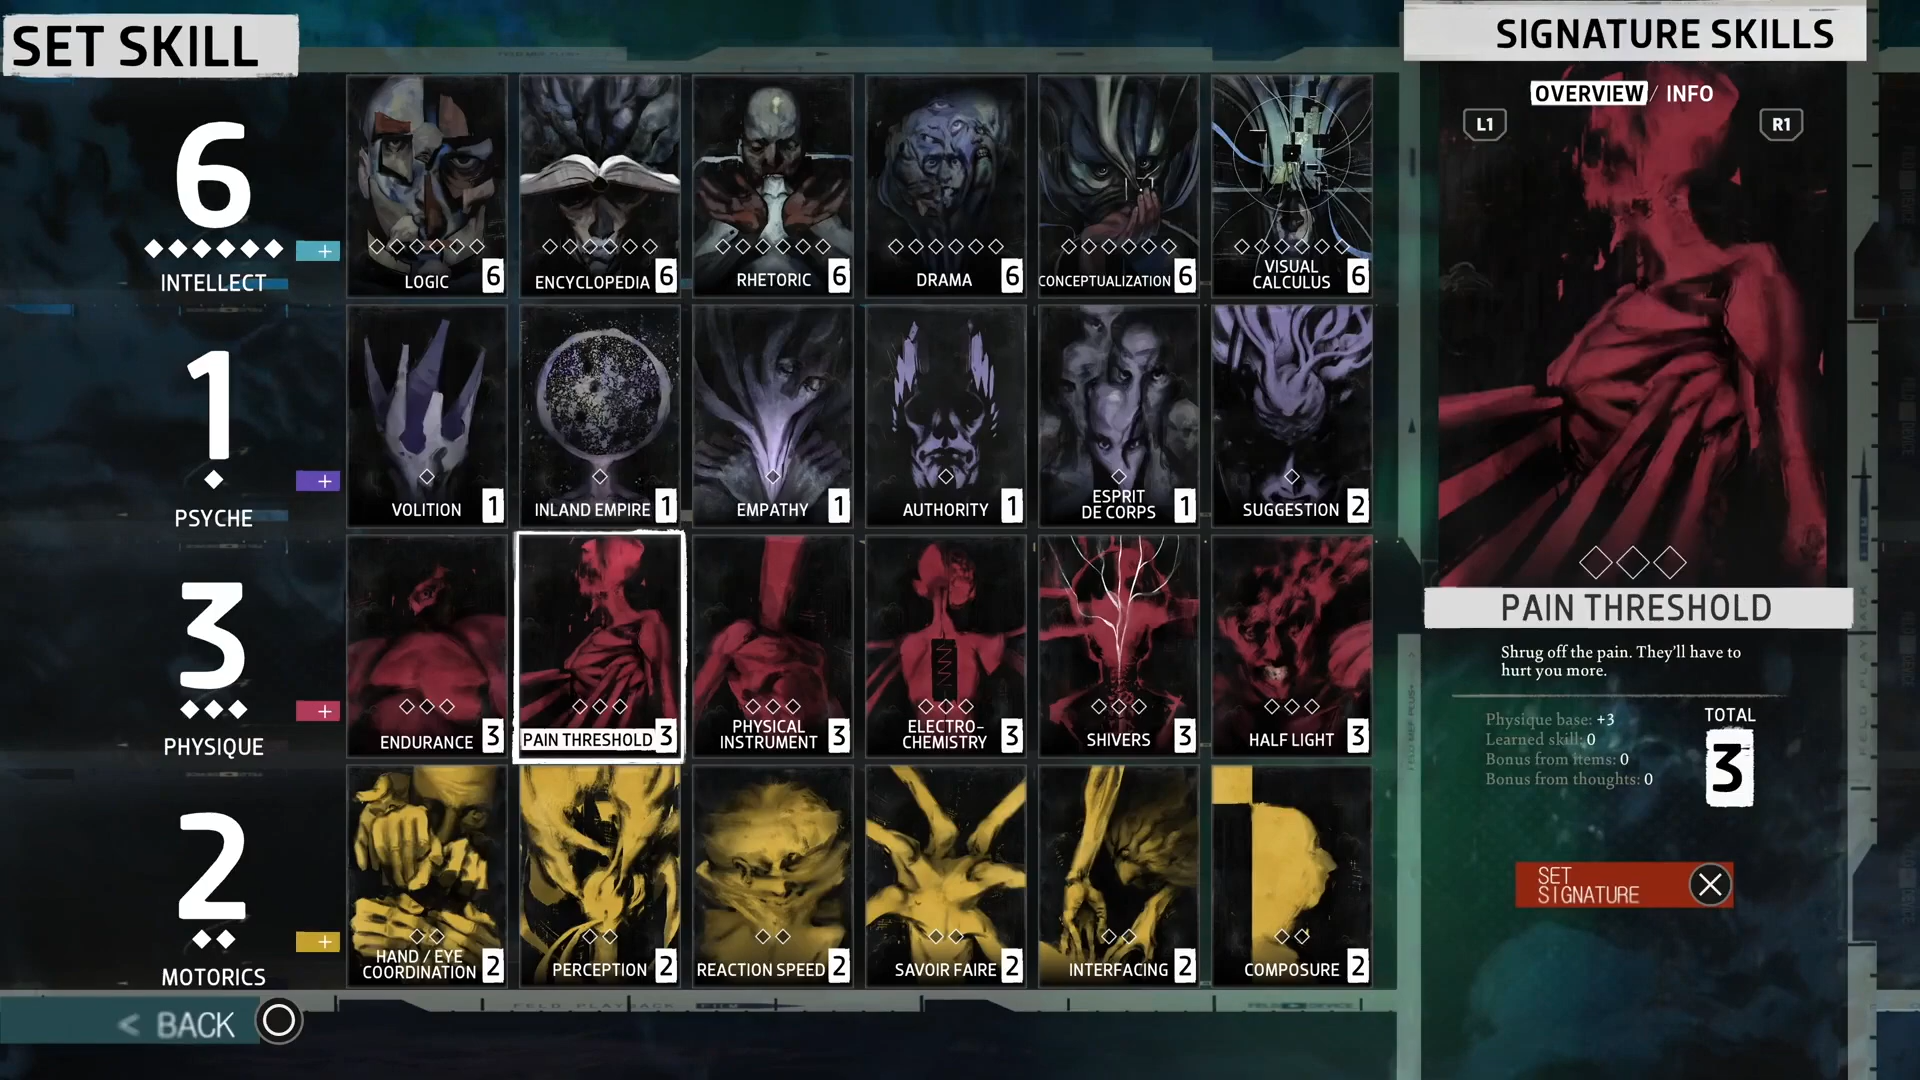 SET SKILL
SIGNATURE SKILLS
OVERVIEW / INFO
L1
R1
6
INTELLECT
+
LOGIC 6
ENCYCLOPEDIA 6
RHETORIC 6
DRAMA 6
CONCEPTUALIZATION 6
VISUAL
CALCULUS 6
1
PSYCHE
+
VOLITION 1
INLAND EMPIRE 1
EMPATHY 1
AUTHORITY 1
ESPRIT
DE CORPS 1
SUGGESTION 2
3
PHYSIQUE
+
ENDURANCE 3
PAIN THRESHOLD 3
PHYSICAL
INSTRUMENT 3
ELECTRO-
CHEMISTRY 3
SHIVERS 3
HALF LIGHT 3
2
MOTORICS
+
HAND / EYE
COORDINATION 2
PERCEPTION 2
REACTION SPEED 2
SAVOIR FAIRE 2
INTERFACING 2
COMPOSURE 2
PAIN THRESHOLD
Shrug off the pain. They'll have to
hurt you more.
Physique base: +3
Learned skill: 0
Bonus from items: 0
Bonus from thoughts: 0
TOTAL
3
SET
SIGNATURE
< BACK
FELD PLAYBACK